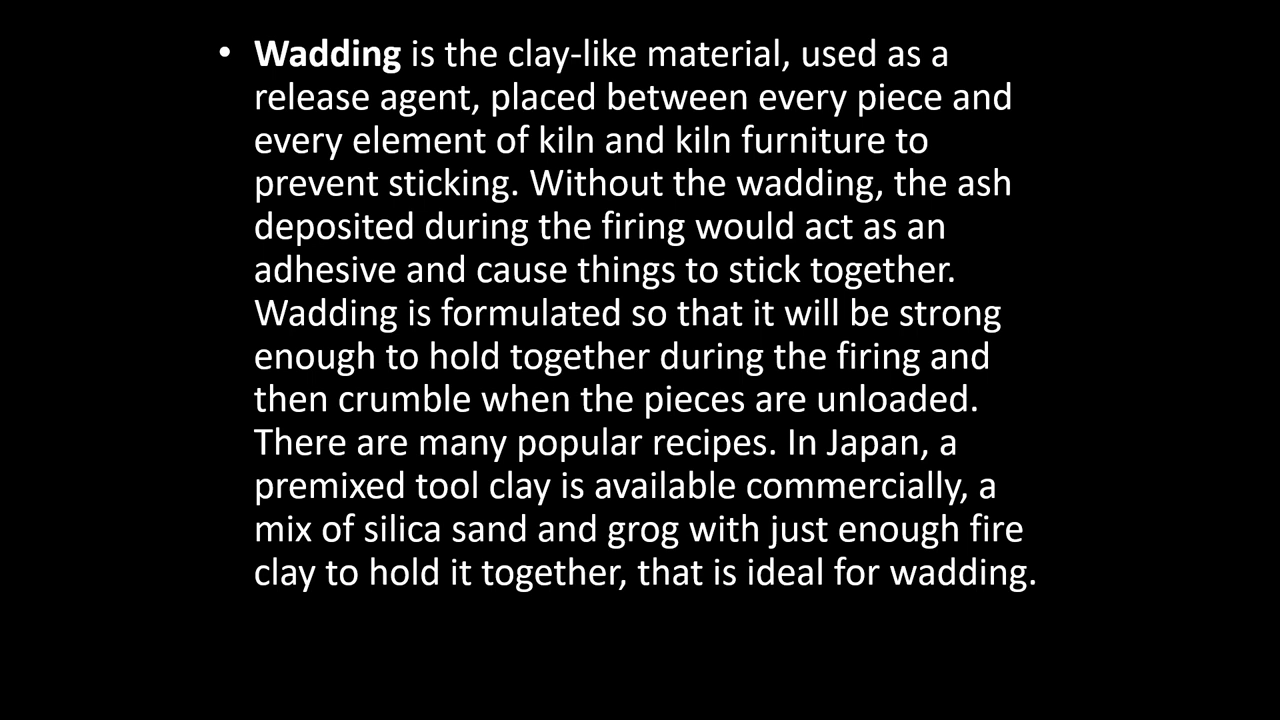 • Wadding is the clay-like material, used as a
release agent, placed between every piece and
every element of kiln and kiln furniture to
prevent sticking. Without the wadding, the ash
deposited during the firing would act as an
adhesive and cause things to stick together.
Wadding is formulated so that it will be strong
enough to hold together during the firing and
then crumble when the pieces are unloaded.
There are many popular recipes. In Japan, a
premixed tool clay is available commercially, a
mix of silica sand and grog with just enough fire
clay to hold it together, that is ideal for wadding.